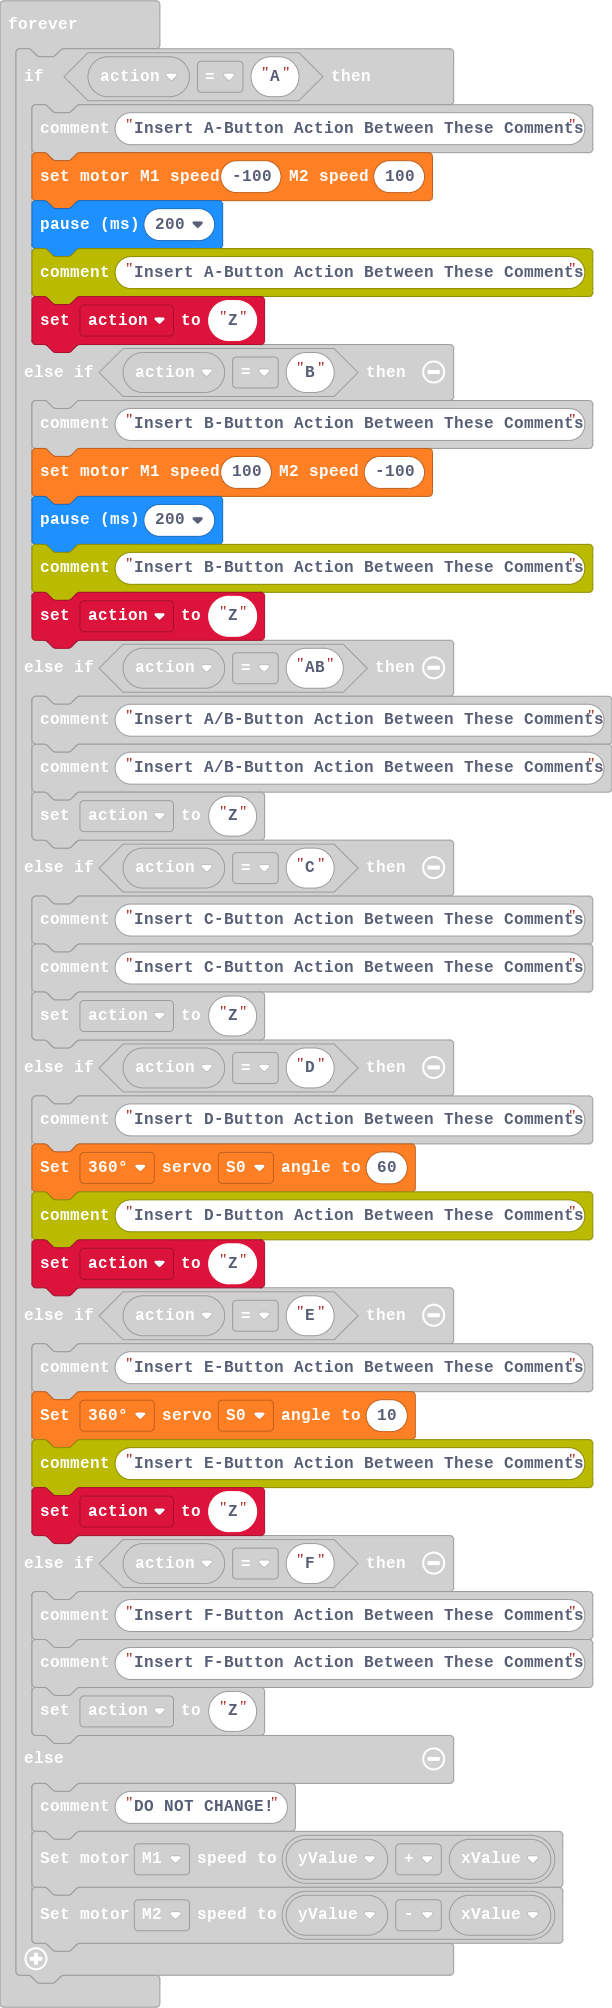 forever
if action = "A" then
comment "Insert A-Button Action Between These Comments"
set motor M1 speed -100 M2 speed 100
pause (ms) 200
comment "Insert A-Button Action Between These Comments"
set action to "Z"
else if action = "B" then
comment "Insert B-Button Action Between These Comments"
set motor M1 speed 100 M2 speed -100
pause (ms) 200
comment "Insert B-Button Action Between These Comments"
set action to "Z"
else if action = "AB" then
comment "Insert A/B-Button Action Between These Comments"
comment "Insert A/B-Button Action Between These Comments"
set action to "Z"
else if action = "C" then
comment "Insert C-Button Action Between These Comments"
comment "Insert C-Button Action Between These Comments"
set action to "Z"
else if action = "D" then
comment "Insert D-Button Action Between These Comments"
Set 360° servo S0 angle to 60
comment "Insert D-Button Action Between These Comments"
set action to "Z"
else if action = "E" then
comment "Insert E-Button Action Between These Comments"
Set 360° servo S0 angle to 10
comment "Insert E-Button Action Between These Comments"
set action to "Z"
else if action = "F" then
comment "Insert F-Button Action Between These Comments"
comment "Insert F-Button Action Between These Comments"
set action to "Z"
else
comment "DO NOT CHANGE!"
Set motor M1 speed to yValue + xValue
Set motor M2 speed to yValue - xValue